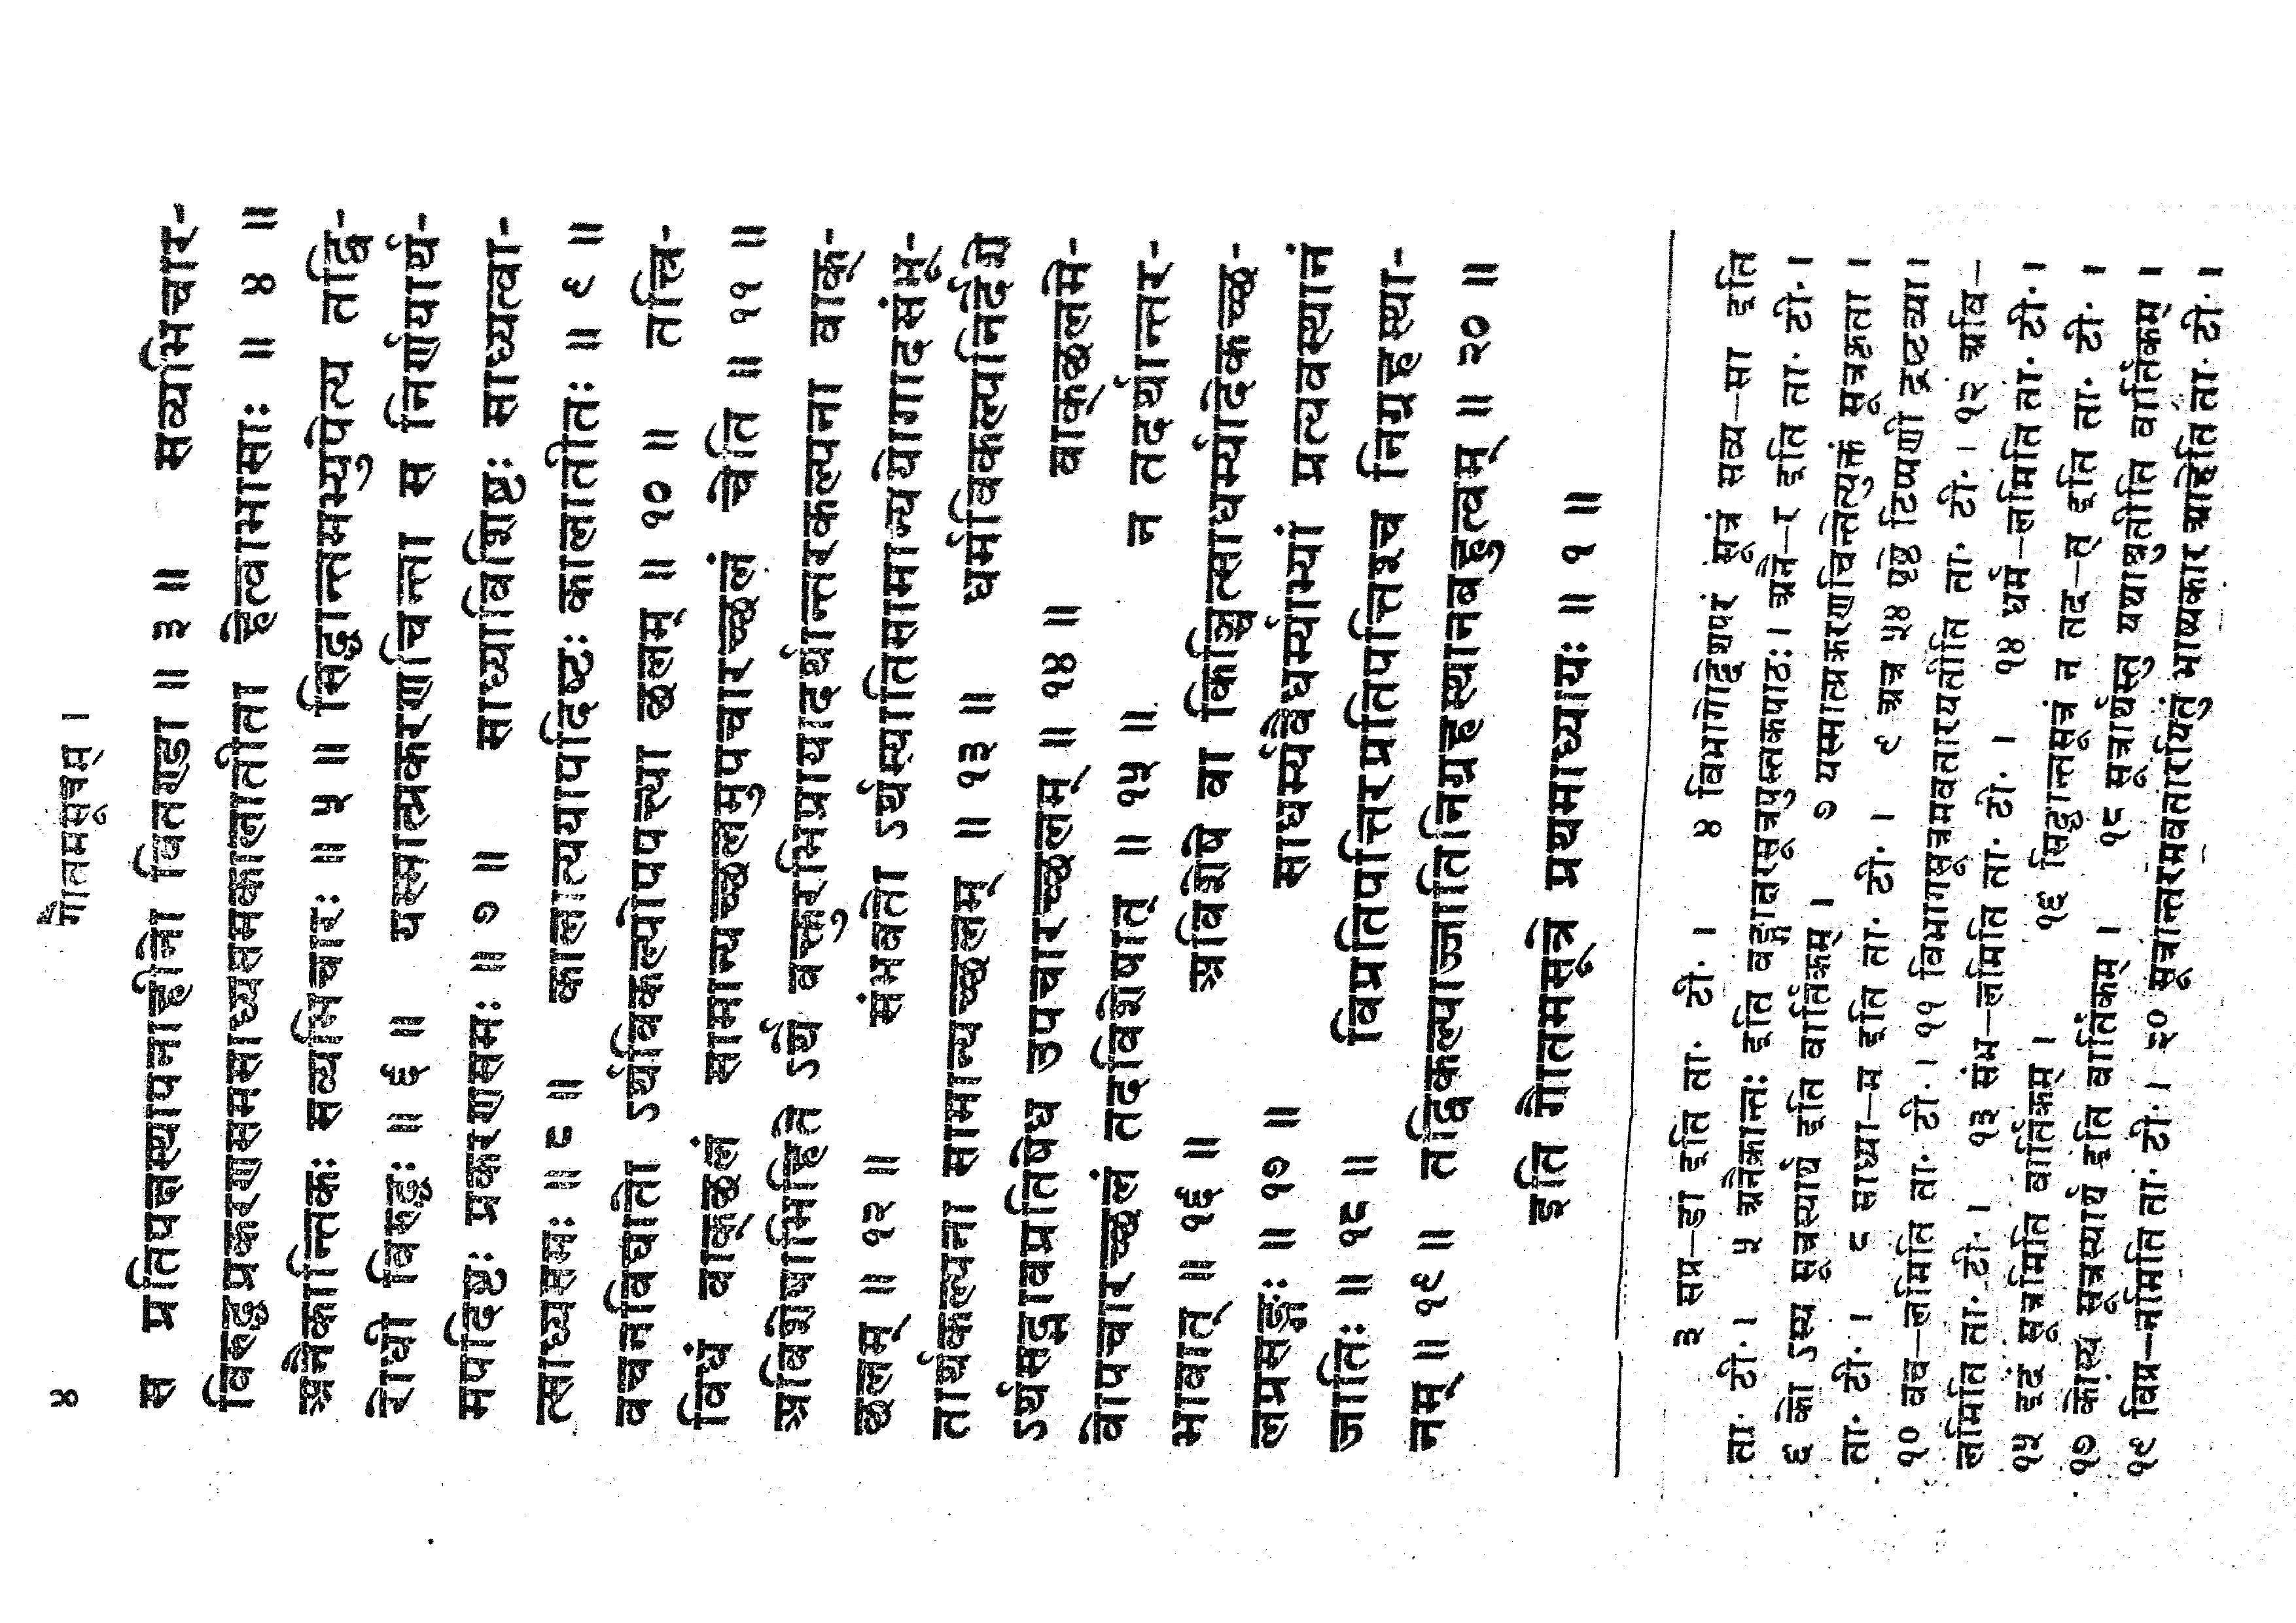 ४ गौतमसूत्रम् ।
स प्रतिपक्षस्थापनाहीनो वितण्डा ॥ ३ ॥ सव्यभिचार-
विरुद्धप्रकरणसमसाध्यसमकालातीता हेत्वाभासाः ॥ ४ ॥
अनैकान्तिकः सव्यभिचारः ॥ ५ ॥ सिद्धान्तमभ्युपेत्य तद्वि-
रोधी विरुद्धः ॥ ६ ॥ यस्मात्प्रकरणचिन्ता स निर्णयार्थ-
मपदिष्टः प्रकरणसमः ॥ ७ ॥ साध्याविशिष्टः साध्यत्वा-
त्साध्यसमः ॥ ८ ॥ कालात्ययापदिष्टः कालातीतः ॥ ९ ॥
वचनविघातो ऽर्थविकल्पोपपत्त्या छलम् ॥ १० ॥ तत्त्रि-
विधं वाक्छलं सामान्यच्छलमुपचारच्छलं चेति ॥ ११ ॥
अविशेषाभिहिते ऽर्थे वक्तुरभिप्रायादर्थान्तरकल्पना वाक्-
छलम् ॥ १२ ॥ संभवतो ऽर्थस्यातिसामान्ययोगादसंभू-
तार्थकल्पना सामान्यच्छलम् ॥ १३ ॥ धर्मविकल्पनिर्देशे
ऽर्थसद्भावप्रतिषेध उपचारच्छलम् ॥ १४ ॥ वाक्छलमे-
वोपचारच्छलं तदविशेषात् ॥ १५ ॥ न तदर्थान्तर-
भावात् ॥ १६ ॥ अविशेषे वा किञ्चित्साधर्म्यादेकच्छ-
लप्रसङ्गः ॥ १७ ॥ साधर्म्यवैधर्म्याभ्यां प्रत्यवस्थानं
जातिः ॥ १८ ॥ विप्रतिपत्तिरप्रतिपत्तिश्च निग्रहस्था-
नम् ॥ १९ ॥ तद्विकल्पाज्जातिनिग्रहस्थानबहुत्वम् ॥ २० ॥
इति गौतमसूत्रे प्रथमाध्यायः ॥ १ ॥
३ सप्र—डा इति ता॰ टी॰ । ४ विभागोद्देशपरं सूत्रं सव्य—सा इति
ता॰ टी॰ । ५ अनैकान्तः इति वङ्गाक्षरसूत्रपुस्तकपाठः । अनै—र इति ता॰ टी॰ ।
६ को ऽस्य सूत्रस्यार्थ इति वार्तिकम् । ७ यस्मात्प्रकरणचिन्तेत्युक्तं सूत्रकृता ।
ता॰ टी॰ । ८ साध्या—म इति ता॰ टी॰ । ९ अत्र ५४ पृष्ठे टिप्पणी द्रष्टव्या ।
१० वच—लमिति ता॰ टी॰ । ११ विभागसूत्रमवतारयतीति ता॰ टी॰ । १२ अवि—
लमिति ता॰ टी॰ । १३ संभ—लमिति ता॰ टी॰ । १४ धर्म—लमिति ता॰ टी॰ ।
१५ इदं सूत्रमिति वार्तिकम् । १६ सिद्धान्तसूत्रं न तद—त् इति ता॰ टी॰ ।
१७ कोस्य सूत्रस्यार्थ इति वार्तिकम् । १८ सूत्रार्थस्तु यथाश्रुतीति वार्तिकम् ।
१९ विप्र—नमिति ता॰ टी॰ । २० सूत्रान्तरमवतारयितुं भाष्यकार आहेति ता॰ टी॰ ।